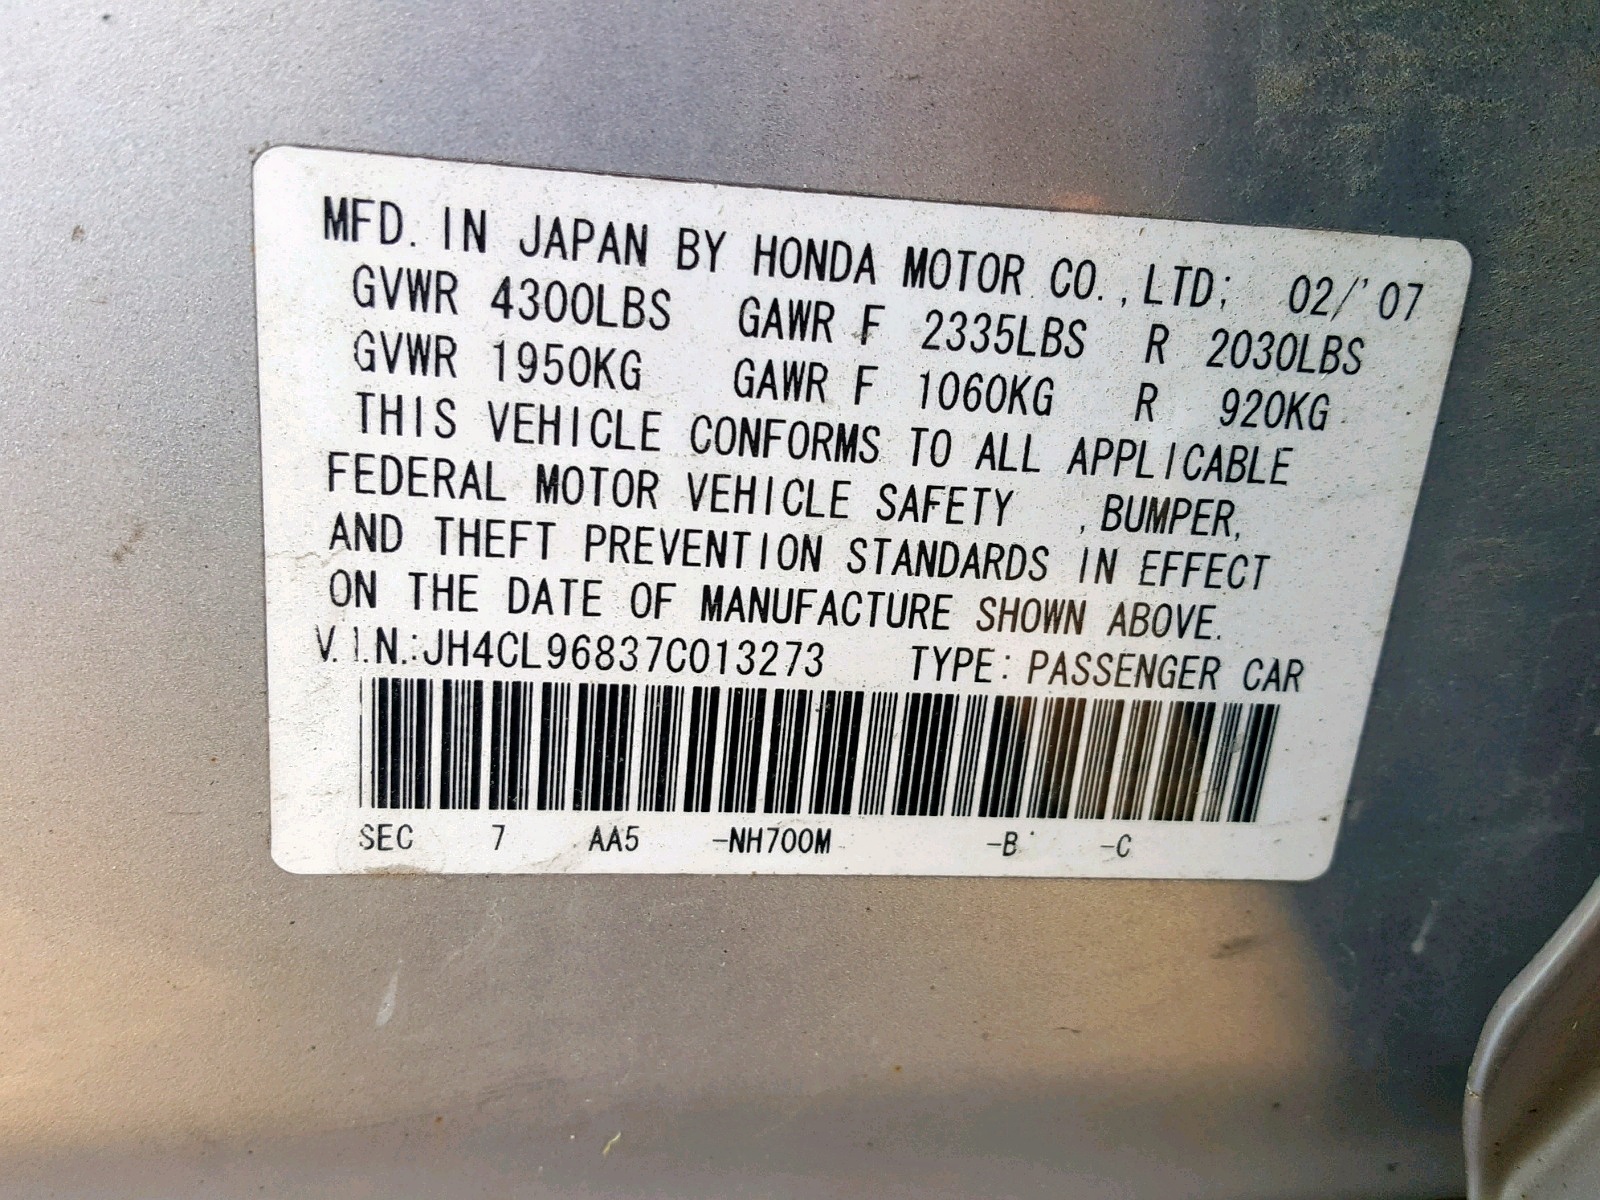 MFD. IN JAPAN BY HONDA MOTOR CO.,LTD; 02/'07
GVWR 4300LBS GAWR F 2335LBS R 2030LBS
GVWR 1950KG GAWR F 1060KG R 920KG
THIS VEHICLE CONFORMS TO ALL APPLICABLE
FEDERAL MOTOR VEHICLE SAFETY ,BUMPER,
AND THEFT PREVENTION STANDARDS IN EFFECT
ON THE DATE OF MANUFACTURE SHOWN ABOVE.
V.I.N.:JH4CL96837C013273 TYPE: PASSENGER CAR
SEC 7 AA5 -NH700M -B -C